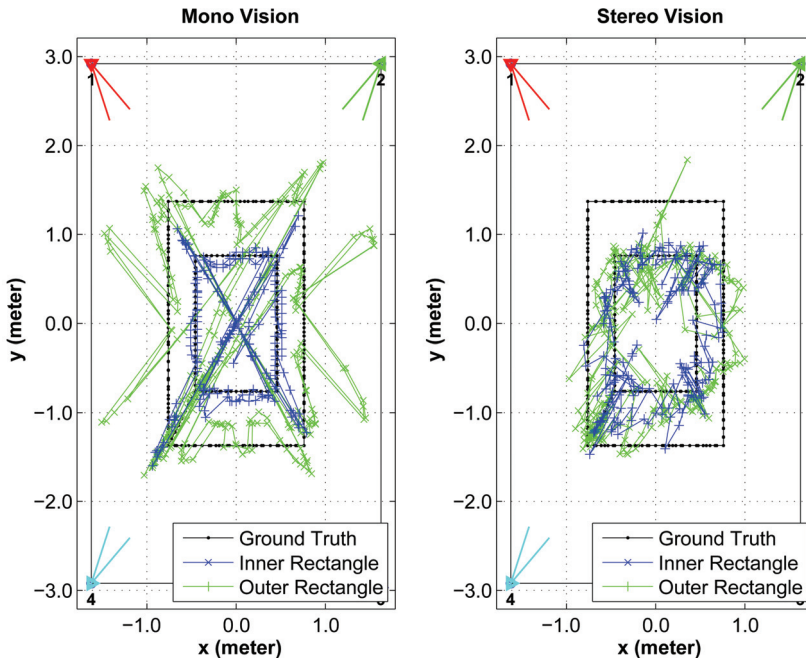 Mono Vision
Stereo Vision
3.0
2.0
1.0
0.0
−1.0
−2.0
−3.0
y (meter)
1
2
4
Ground Truth
Inner Rectangle
Outer Rectangle
−1.0 0.0 1.0
x (meter)
3.0
2.0
1.0
0.0
−1.0
−2.0
−3.0
y (meter)
1
2
4
Ground Truth
Inner Rectangle
Outer Rectangle
−1.0 0.0 1.0
x (meter)